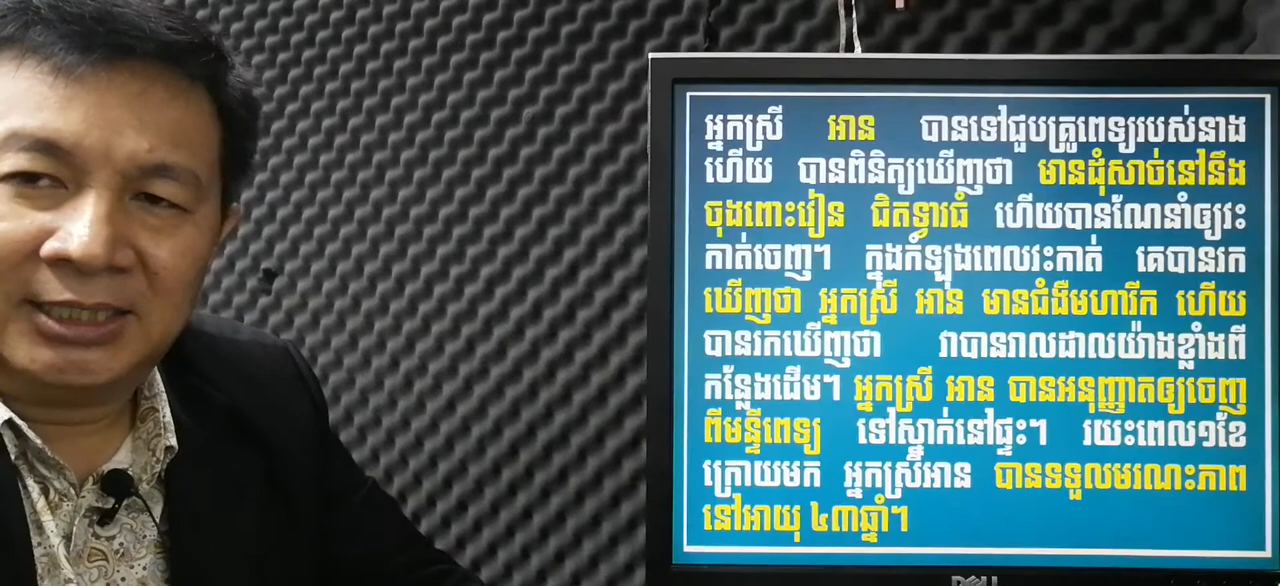 អ្នកស្រី អាន បានទៅជួបគ្រូពេទ្យរបស់នាង
ហើយ បានពិនិត្យឃើញថា មានដុំសាច់នៅនឹង
ចុងពោះវៀន ជិតទ្វារធំ ហើយបានណែនាំឲ្យវះ
កាត់ចេញ។ ក្នុងកំឡុងពេលវះកាត់ គេបានរក
ឃើញថា អ្នកស្រី អាន មានជំងឺមហារីក ហើយ
បានរកឃើញថា វាបានរាលដាលយ៉ាងខ្លាំងពី
កន្លែងដើម។ អ្នកស្រី អាន បានអនុញ្ញាតឲ្យចេញ
ពីមន្ទីពេទ្យ ទៅស្នាក់នៅផ្ទះ។ រយះពេល១ខែ
ក្រោយមក អ្នកស្រីអាន បានទទួលមរណះភាព
នៅអាយុ ៤៣ឆ្នាំ។
DELL